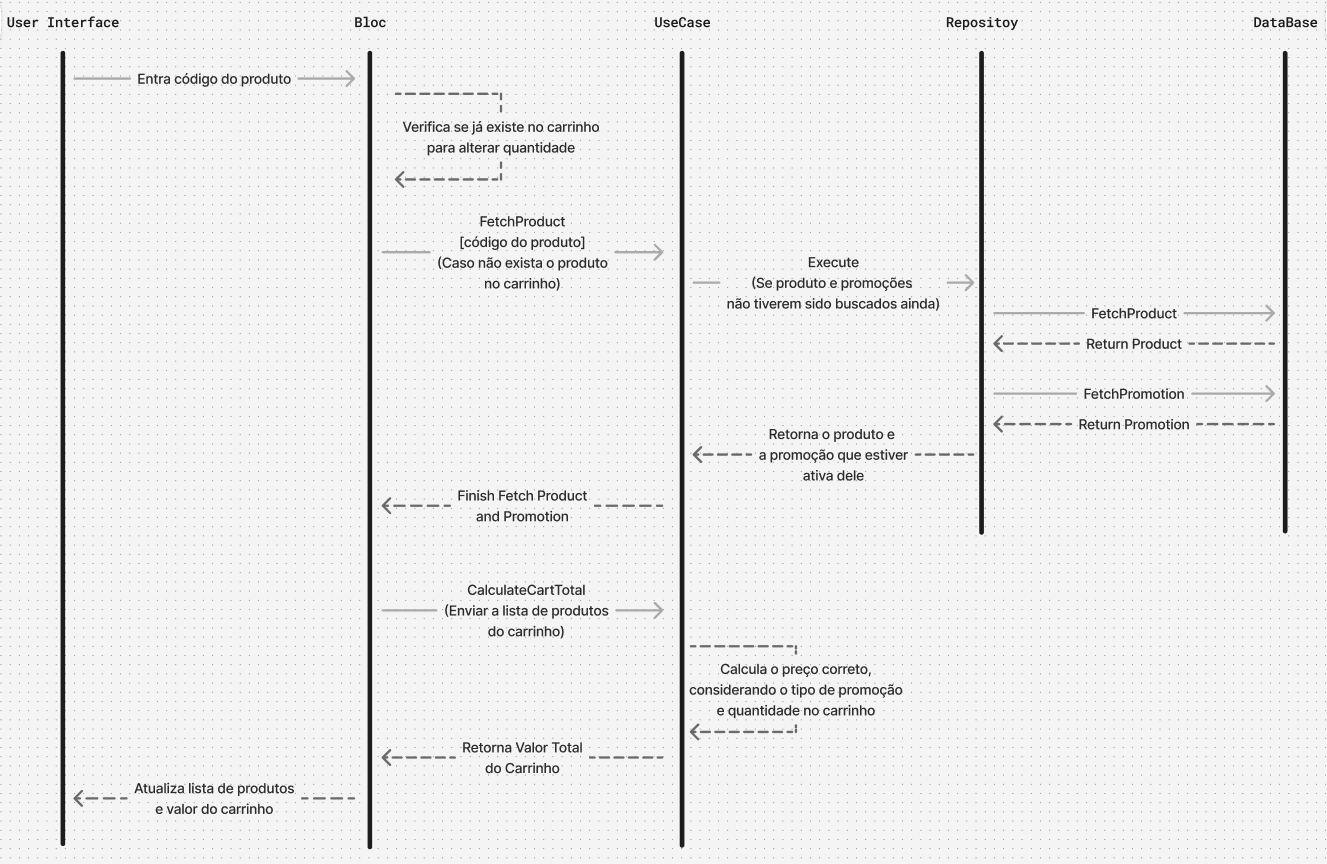 User Interface
Bloc
UseCase
Repositoy
DataBase
Entra código do produto
Verifica se já existe no carrinho
para alterar quantidade
FetchProduct
[código do produto]
(Caso não exista o produto
no carrinho)
Execute
(Se produto e promoções
não tiverem sido buscados ainda)
FetchProduct
Return Product
FetchPromotion
Return Promotion
Retorna o produto e
a promoção que estiver
ativa dele
Finish Fetch Product
and Promotion
CalculateCartTotal
(Enviar a lista de produtos
do carrinho)
Calcula o preço correto,
considerando o tipo de promoção
e quantidade no carrinho
Retorna Valor Total
do Carrinho
Atualiza lista de produtos
e valor do carrinho